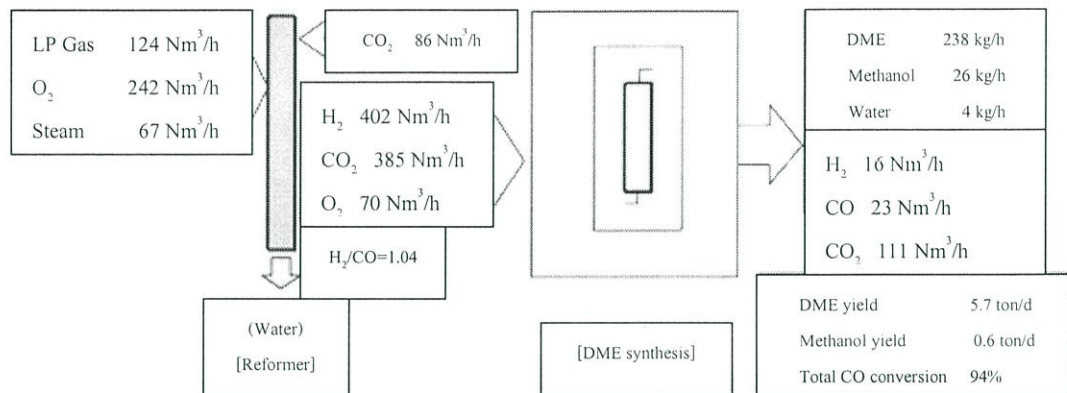 LP Gas 124 Nm³/h
O₂ 242 Nm³/h
Steam 67 Nm³/h
CO₂ 86 Nm³/h
H₂ 402 Nm³/h
CO₂ 385 Nm³/h
O₂ 70 Nm³/h
H₂/CO=1.04
(Water)
[Reformer]
[DME synthesis]
DME 238 kg/h
Methanol 26 kg/h
Water 4 kg/h
H₂ 16 Nm³/h
CO 23 Nm³/h
CO₂ 111 Nm³/h
DME yield 5.7 ton/d
Methanol yield 0.6 ton/d
Total CO conversion 94%